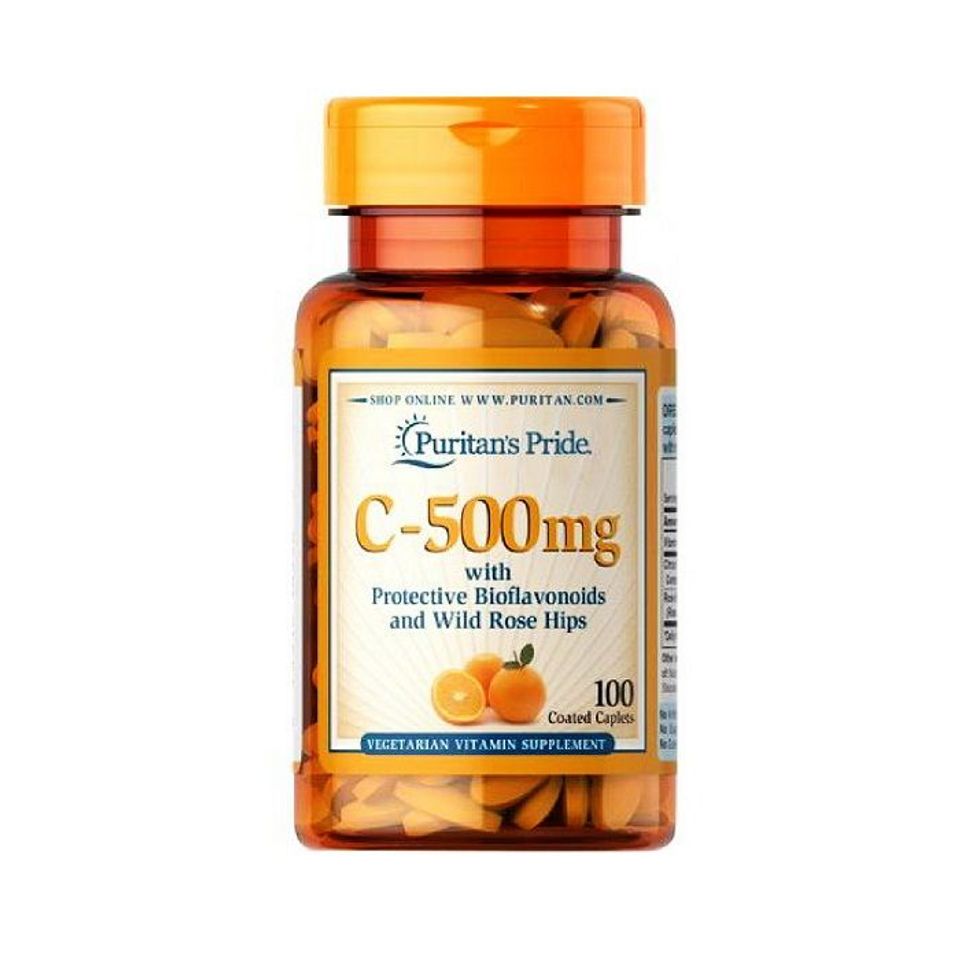 SHOP ONLINE WWW.PURITAN.COM
Puritan's Pride.
C-500mg
with
Protective Bioflavonoids
and Wild Rose Hips
100
Coated Caplets
VEGETARIAN VITAMIN SUPPLEMENT